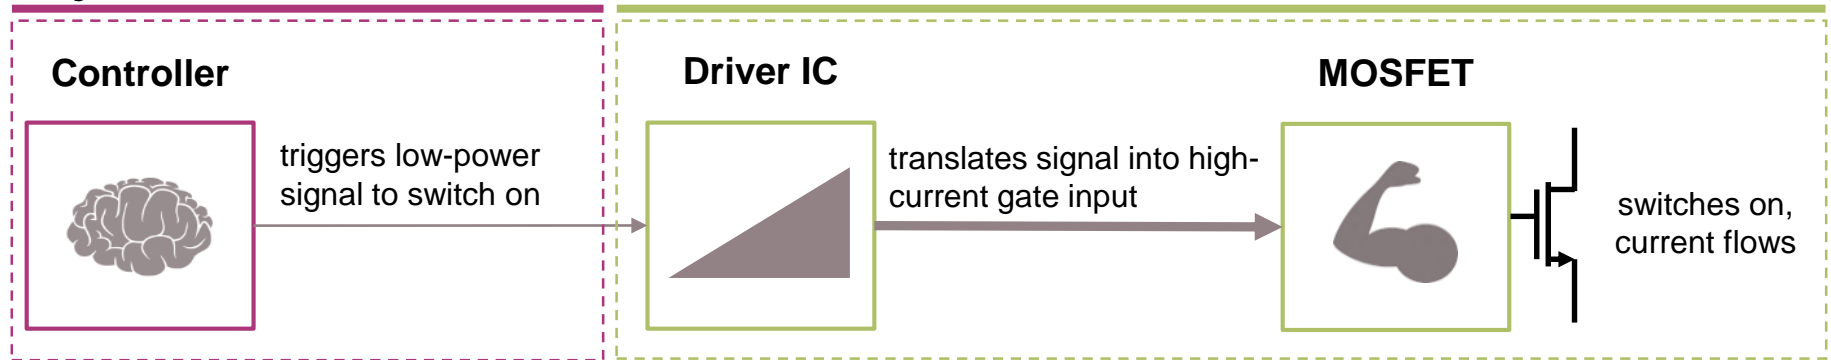 Controller
triggers low-power
signal to switch on
Driver IC
translates signal into high-
current gate input
MOSFET
switches on,
current flows